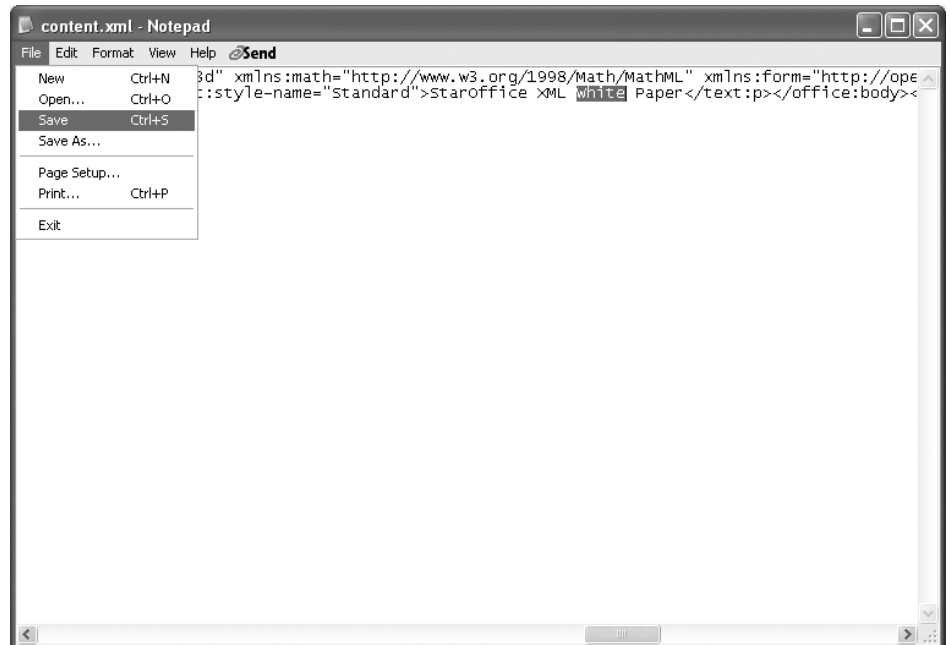 content.xml - Notepad
File Edit Format View Help Send
New Ctrl+N
Open... Ctrl+O
Save Ctrl+S
Save As...
Page Setup...
Print... Ctrl+P
Exit
3d" xmlns:math="http://www.w3.org/1998/Math/MathML" xmlns:form="http://ope
:style-name="Standard">StarOffice XML white Paper</text:p></office:body><